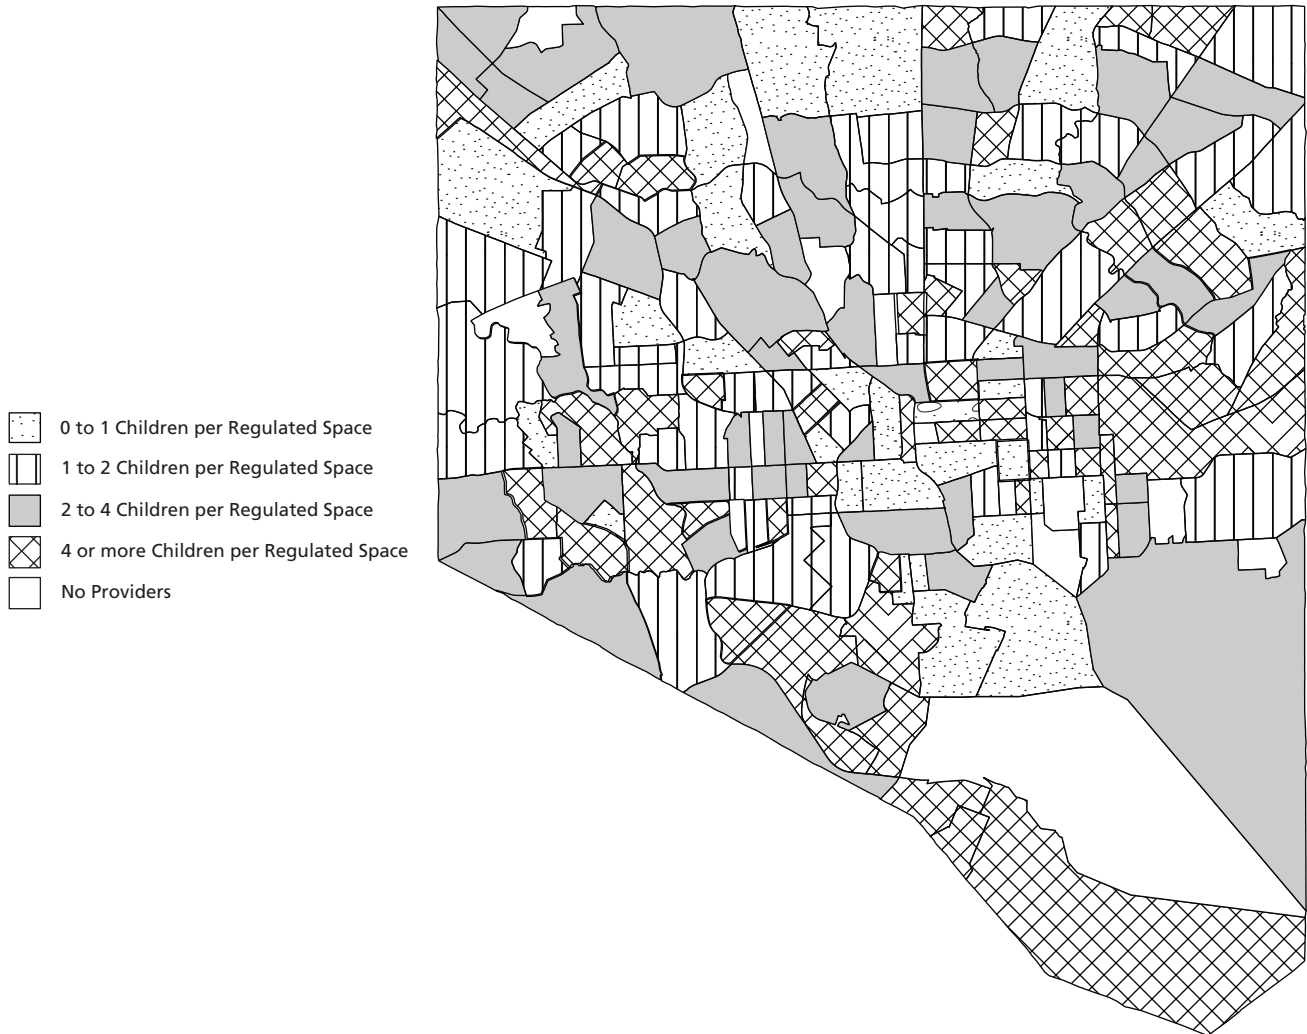 0 to 1 Children per Regulated Space
1 to 2 Children per Regulated Space
2 to 4 Children per Regulated Space
4 or more Children per Regulated Space
No Providers